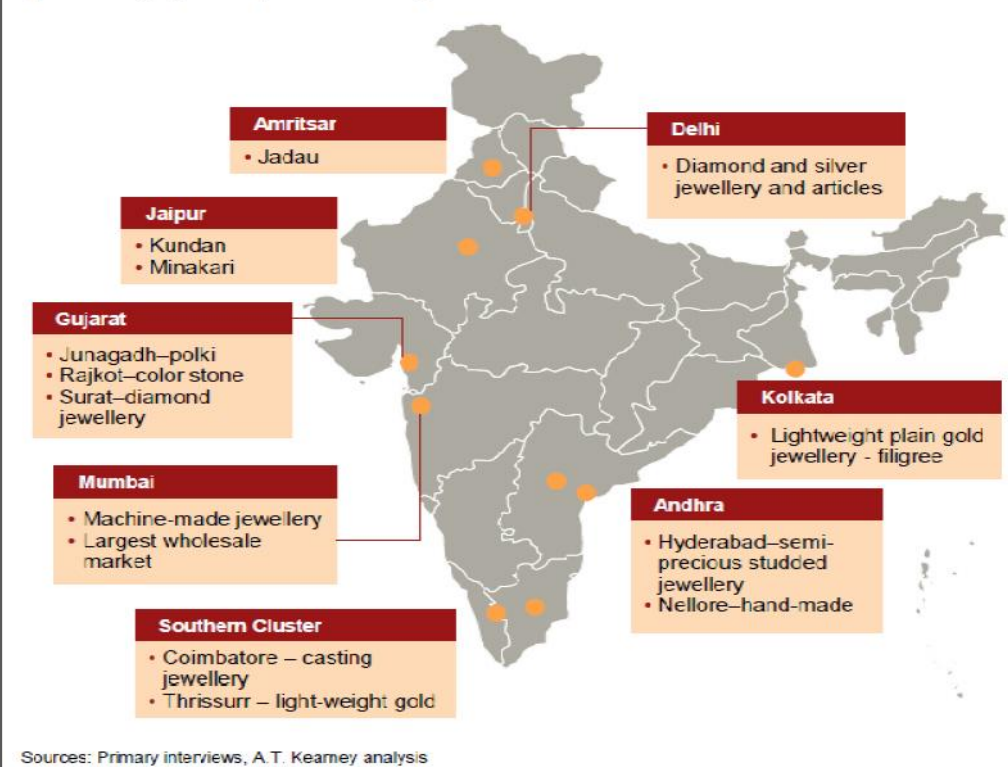 Amritsar
• Jadau
Delhi
• Diamond and silver
jewellery and articles
Jaipur
• Kundan
• Minakari
Gujarat
• Junagadh–polki
• Rajkot–color stone
• Surat–diamond
jewellery
Kolkata
• Lightweight plain gold
jewellery - filigree
Mumbai
• Machine-made jewellery
• Largest wholesale
market
Andhra
• Hyderabad–semi-
precious studded
jewellery
• Nellore–hand-made
Southern Cluster
• Coimbatore – casting
jewellery
• Thrissurr – light-weight gold
Sources: Primary interviews, A.T. Kearney analysis